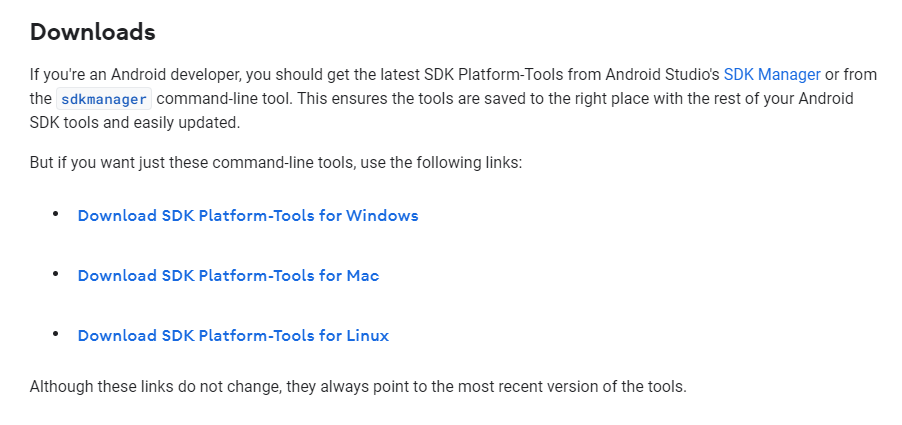 Downloads
If you're an Android developer, you should get the latest SDK Platform-Tools from Android Studio's SDK Manager or from
the sdkmanager command-line tool. This ensures the tools are saved to the right place with the rest of your Android
SDK tools and easily updated.
But if you want just these command-line tools, use the following links:
• Download SDK Platform-Tools for Windows
• Download SDK Platform-Tools for Mac
• Download SDK Platform-Tools for Linux
Although these links do not change, they always point to the most recent version of the tools.